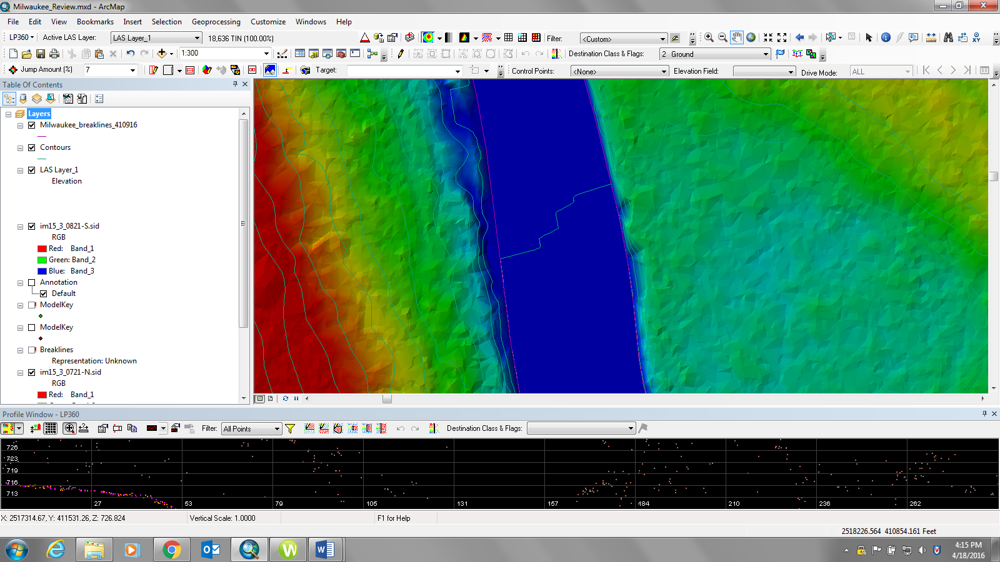 Milwaukee_Review.mxd - ArcMap
File Edit View Bookmarks Insert Selection Geoprocessing Customize Windows Help
LP360 Active LAS Layer: LAS Layer_1 18,636 TIN (100.00%) Filter: <Custom>
1:300 Destination Class & Flags: 2 Ground
Jump Amount (%) 7 Target: Control Points: <None> Elevation Field: Drive Mode: ALL
Table Of Contents
Layers
Milwaukee_breaklines_410916
Contours
LAS Layer_1
Elevation
im15_3_0821-S.sid
RGB
Red: Band_1
Green: Band_2
Blue: Band_3
Annotation
Default
ModelKey
ModelKey
Breaklines
Representation: Unknown
im15_3_0721-N.sid
RGB
Red: Band_1
Profile Window - LP360
Filter: All Points Destination Class & Flags:
726
723
719
716
713
27 53 79 105 131 157 184 210 236 262
X: 2517314.67, Y: 411531.26, Z: 726.824 Vertical Scale: 1.0000 F1 for Help
2518226.564 410854.161 Feet
4:15 PM
4/18/2016